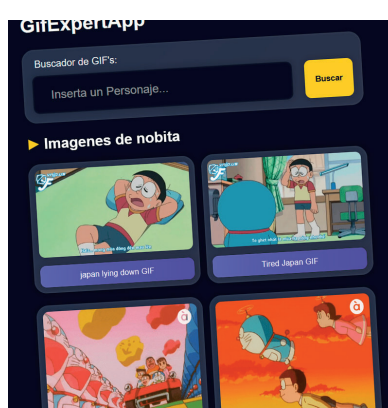 GifExpertApp
Buscador de GIF's:
Inserta un Personaje...
Buscar
► Imagenes de nobita
japan lying down GIF
Tired Japan GIF
à
à